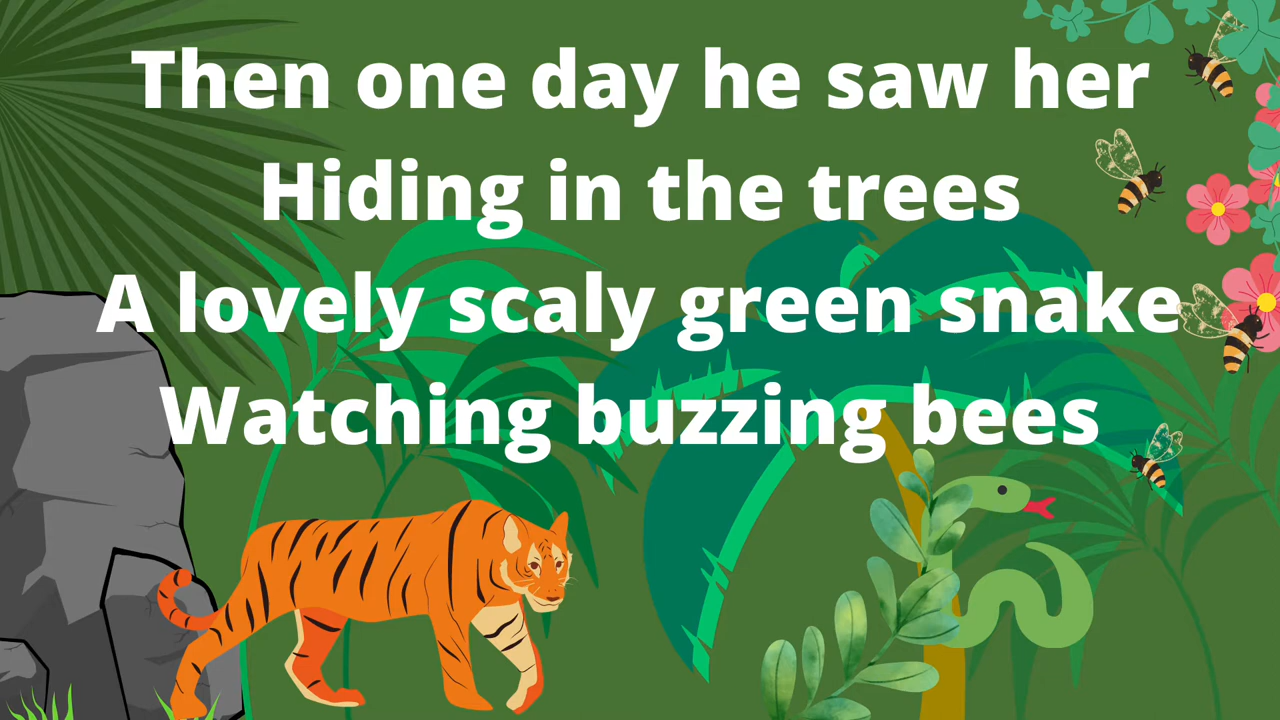 Then one day he saw her
Hiding in the trees
A lovely scaly green snake
Watching buzzing bees